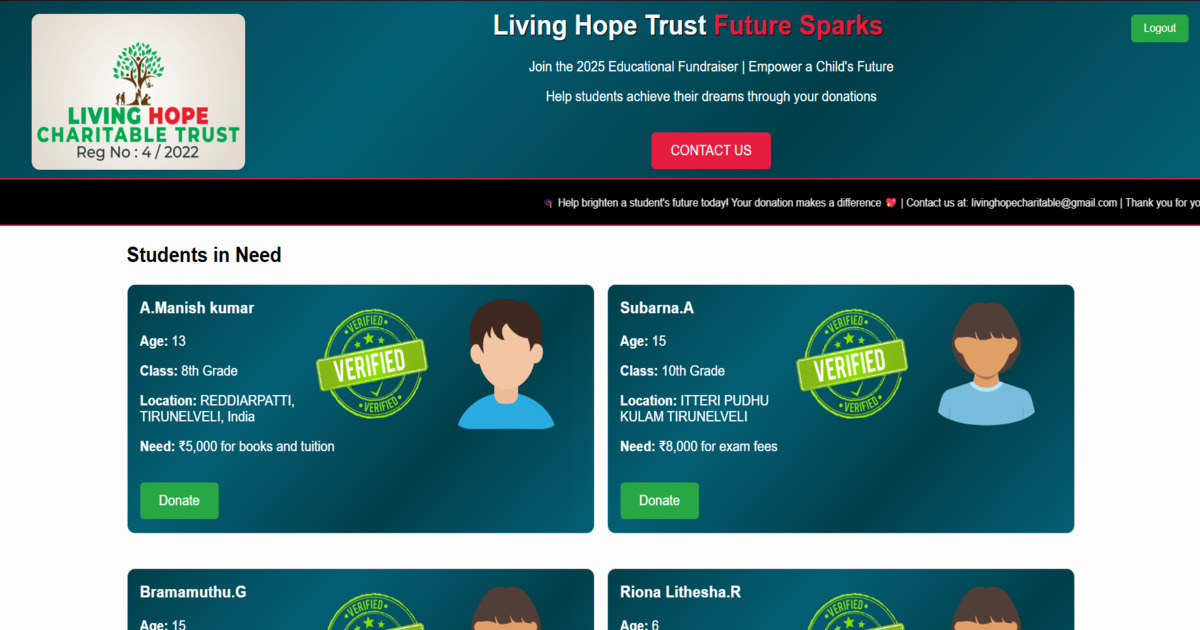 LIVING HOPE
CHARITABLE TRUST
Reg No : 4 / 2022
Living Hope Trust Future Sparks
Join the 2025 Educational Fundraiser | Empower a Child's Future
Help students achieve their dreams through your donations
CONTACT US
Logout
Help brighten a student's future today! Your donation makes a difference 💖 | Contact us at: livinghopecharitable@gmail.com | Thank you for yo
Students in Need
A.Manish kumar
Age: 13
Class: 8th Grade
Location: REDDIARPATTI,
TIRUNELVELI, India
Need: ₹5,000 for books and tuition
Donate
VERIFIED
VERIFIED
VERIFIED
Subarna.A
Age: 15
Class: 10th Grade
Location: ITTERI PUDHU
KULAM TIRUNELVELI
Need: ₹8,000 for exam fees
Donate
VERIFIED
VERIFIED
VERIFIED
Bramamuthu.G
Age: 15
VERIFIED
Riona Lithesha.R
Age: 6
VERIFIED